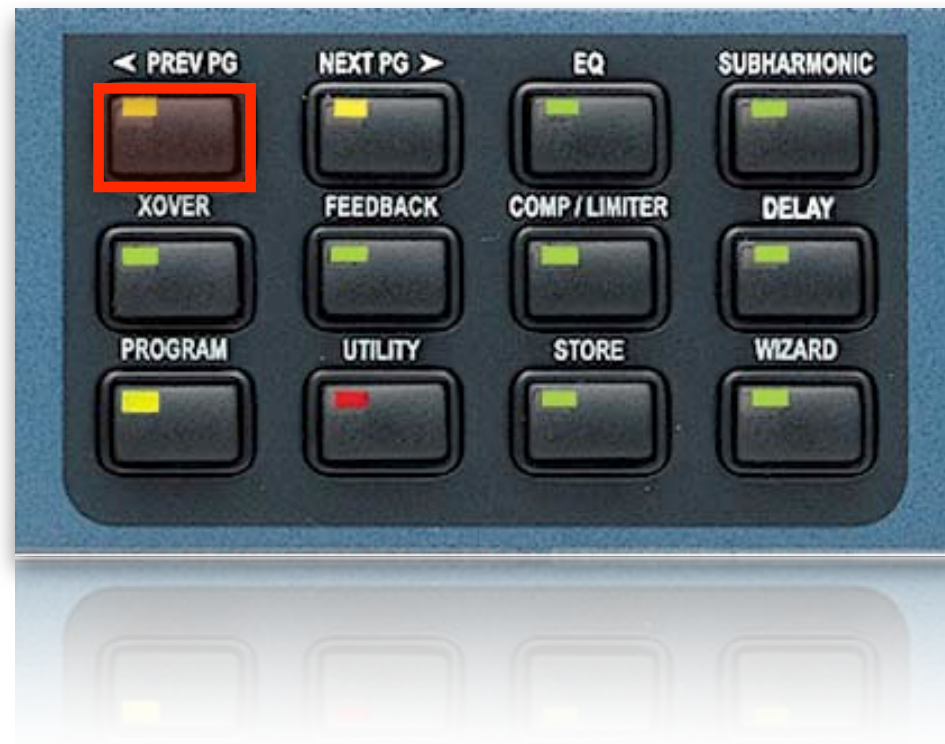 < PREV PG NEXT PG > EQ SUBHARMONIC
XOVER FEEDBACK COMP / LIMITER DELAY
PROGRAM UTILITY STORE WIZARD